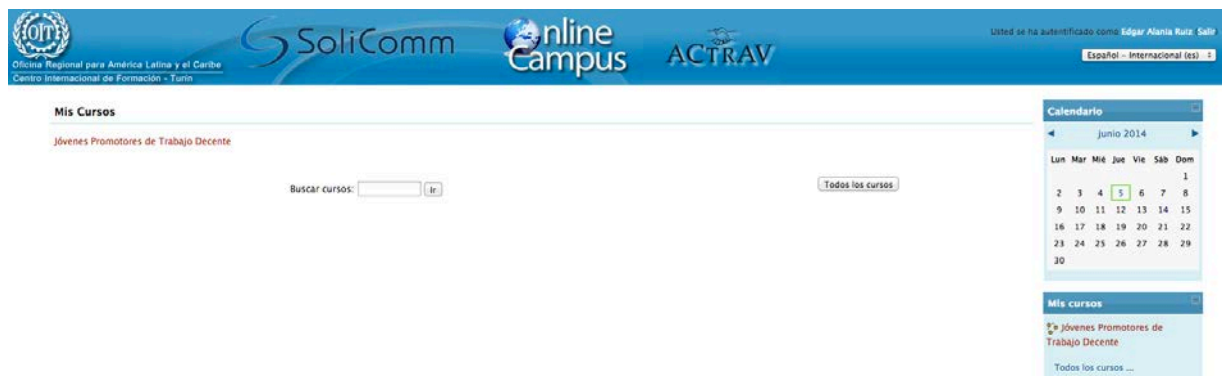 OIT
Oficina Regional para América Latina y el Caribe
Centro Internacional de Formación - Turín
SoliComm
Online
Campus
ACTRAV
Usted se ha autentificado como Edgar Alania Ruiz Salir
Español - Internacional (es)
Mis Cursos
Jóvenes Promotores de Trabajo Decente
Buscar cursos:
Ir
Todos los cursos
Calendario
junio 2014
Lun Mar Mié Jue Vie Sáb Dom
1
2 3 4 5 6 7 8
9 10 11 12 13 14 15
16 17 18 19 20 21 22
23 24 25 26 27 28 29
30
Mis cursos
Jóvenes Promotores de
Trabajo Decente
Todos los cursos ...